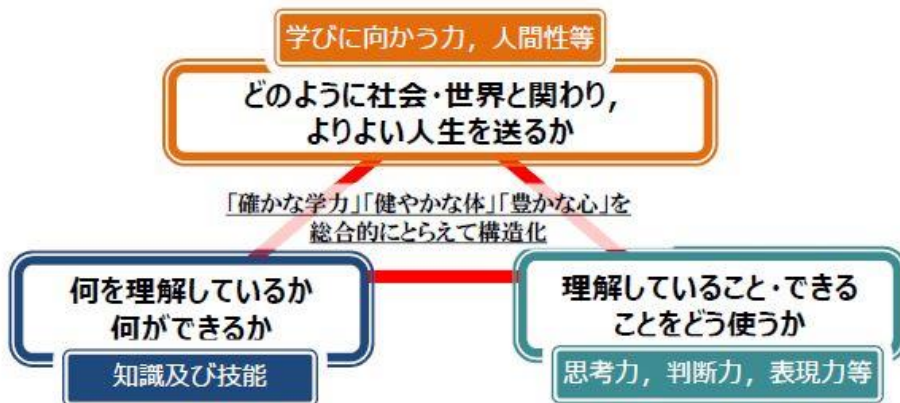 学びに向かう力，人間性等
どのように社会・世界と関わり，
よりよい人生を送るか
「確かな学力」「健やかな体」「豊かな心」を
総合的にとらえて構造化
何を理解しているか
何ができるか
知識及び技能
理解していること・できる
ことをどう使うか
思考力，判断力，表現力等